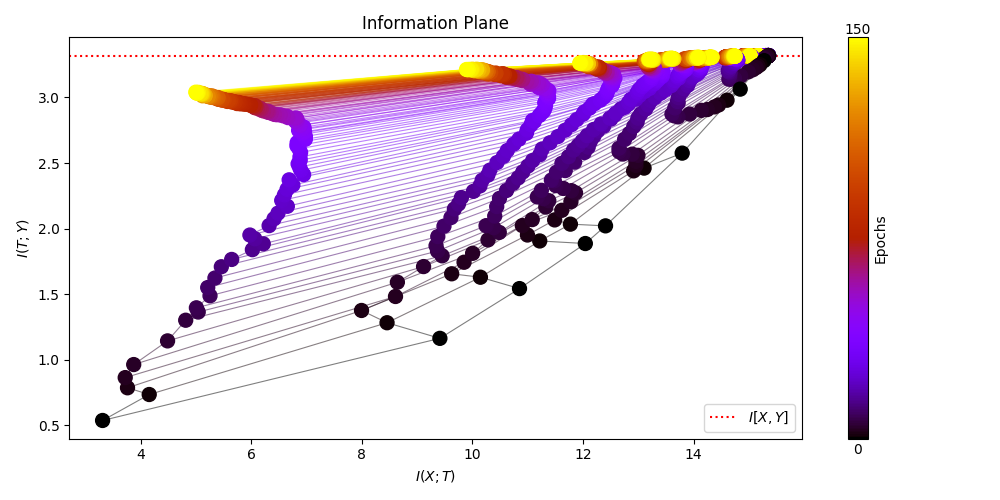 Information Plane
150
3.0
2.5
2.0
1.5
1.0
0.5
I(T; Y)
4 6 8 10 12 14
I(X; T)
I[X, Y]
Epochs
0